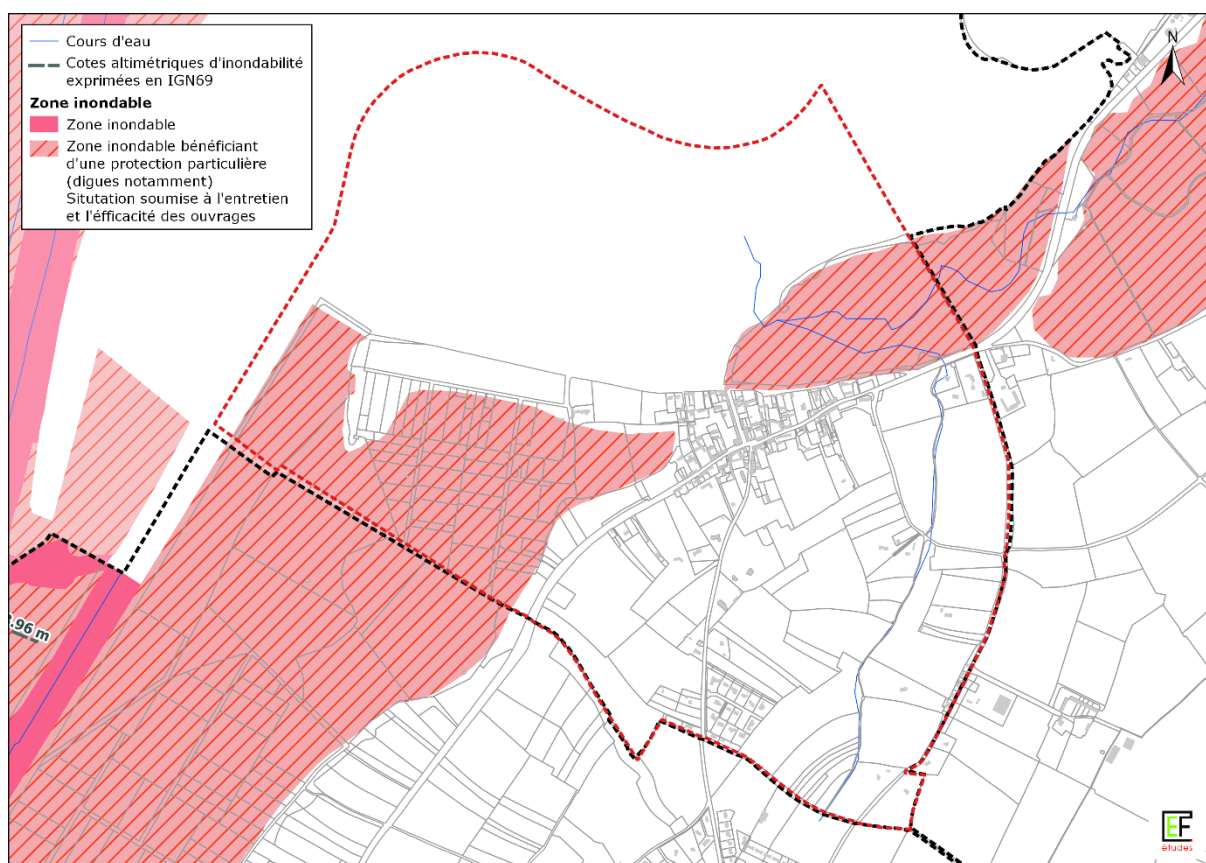 Cours d'eau
Cotes altimétriques d'inondabilité
exprimées en IGN69
Zone inondable
Zone inondable
Zone inondable bénéficiant
d'une protection particulière
(digues notamment)
Situtation soumise à l'entretien
et l'éfficacité des ouvrages
N
.96 m
EF
études